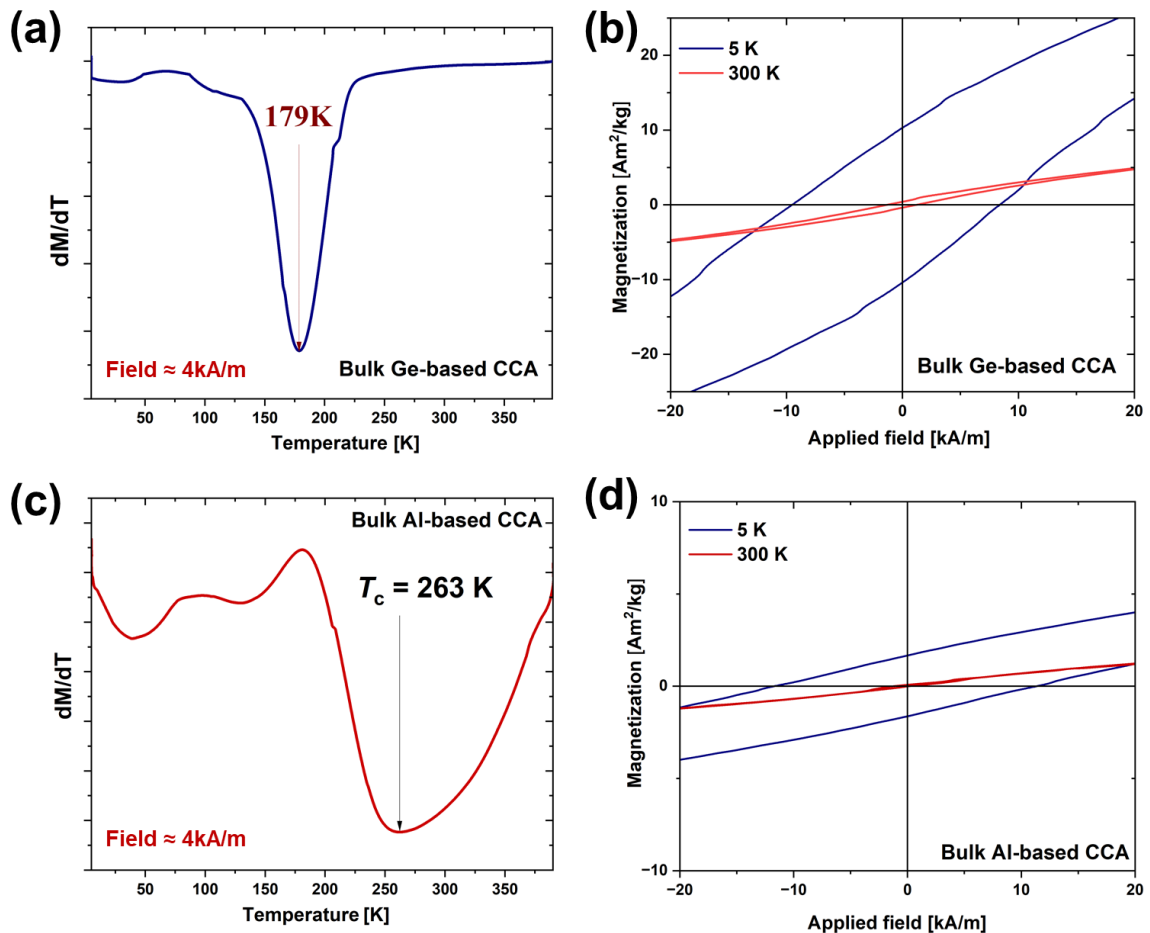 (a)
dM/dT
179K
Field ≈ 4kA/m
Bulk Ge-based CCA
50 100 150 200 250 300 350
Temperature [K]
(b)
5 K
300 K
Magnetization [Am²/kg]
20
10
0
−10
−20
Bulk Ge-based CCA
−20 −10 0 10 20
Applied field [kA/m]
(c)
Bulk Al-based CCA
dM/dT
Tc = 263 K
Field ≈ 4kA/m
50 100 150 200 250 300 350
Temperature [K]
(d)
5 K
300 K
Magnetization [Am²/kg]
10
0
−10
Bulk Al-based CCA
−20 −10 0 10 20
Applied field [kA/m]